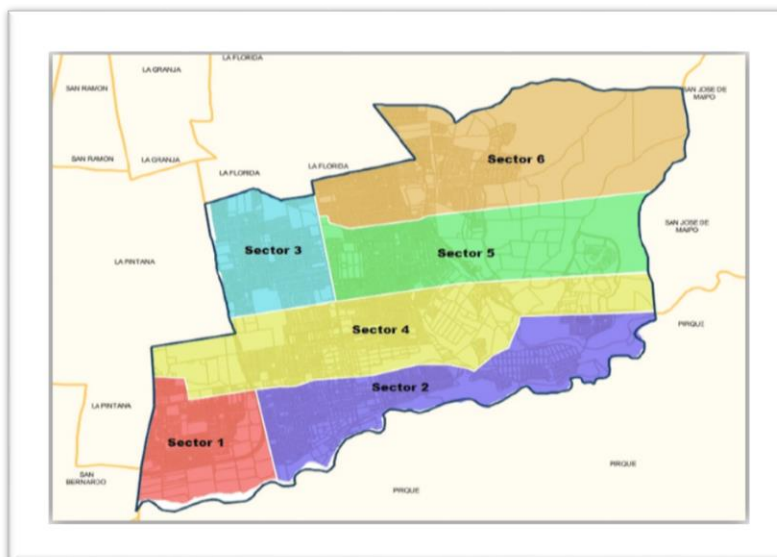 LA FLORIDA
LA GRANJA
SAN RAMON
SAN JOSE DE
MAIPO
SAN RAMON
LA GRANJA
LA FLORIDA
LA FLORIDA
Sector 6
SAN JOSE DE
MAIPO
Sector 3
Sector 5
LA PINTANA
PIRQUE
Sector 4
Sector 2
LA PINTANA
Sector 1
SAN
BERNARDO
PIRQUE
PIRQUE